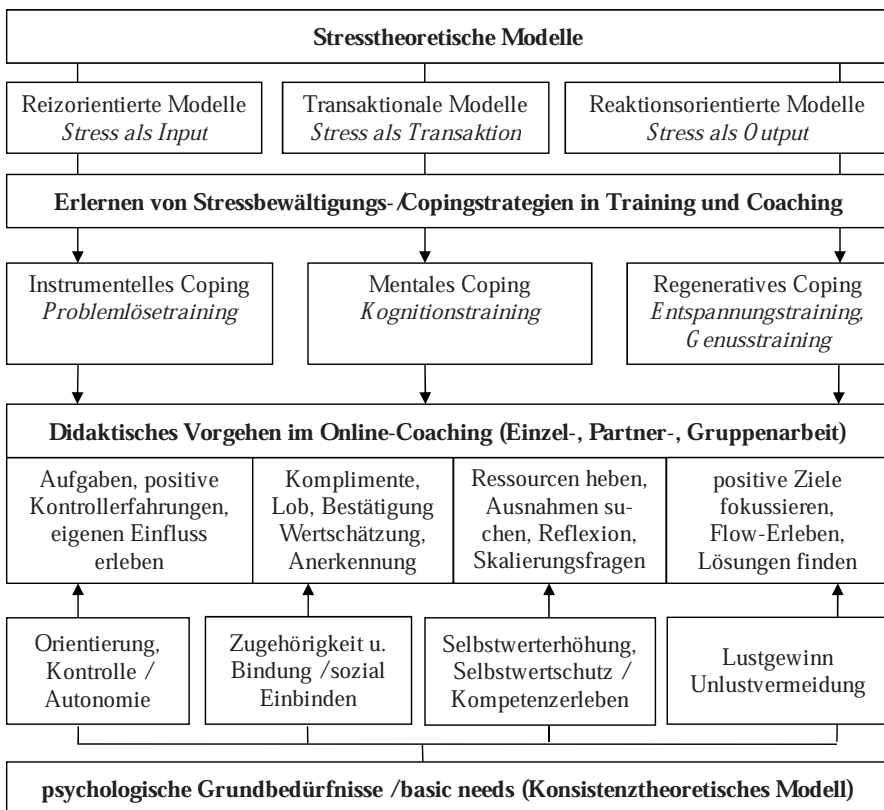 Stresstheoretische Modelle
Reizorientierte Modelle
Stress als Input
Transaktionale Modelle
Stress als Transaktion
Reaktionsorientierte Modelle
Stress als Output
Erlernen von Stressbewältigungs-/Copingstrategien in Training und Coaching
Instrumentelles Coping
Problemlösetraining
Mentales Coping
Kognitionstraining
Regeneratives Coping
Entspannungstraining,
Genusstraining
Didaktisches Vorgehen im Online-Coaching (Einzel-, Partner-, Gruppenarbeit)
Aufgaben, positive
Kontrollerfahrungen,
eigenen Einfluss
erleben
Komplimente,
Lob, Bestätigung
Wertschätzung,
Anerkennung
Ressourcen heben,
Ausnahmen su-
chen, Reflexion,
Skalierungsfragen
positive Ziele
fokussieren,
Flow-Erleben,
Lösungen finden
Orientierung,
Kontrolle /
Autonomie
Zugehörigkeit u.
Bindung /sozial
Einbinden
Selbstwerterhöhung,
Selbstwertschutz /
Kompetenzerleben
Lustgewinn
Unlustvermeidung
psychologische Grundbedürfnisse /basic needs (Konsistenztheoretisches Modell)